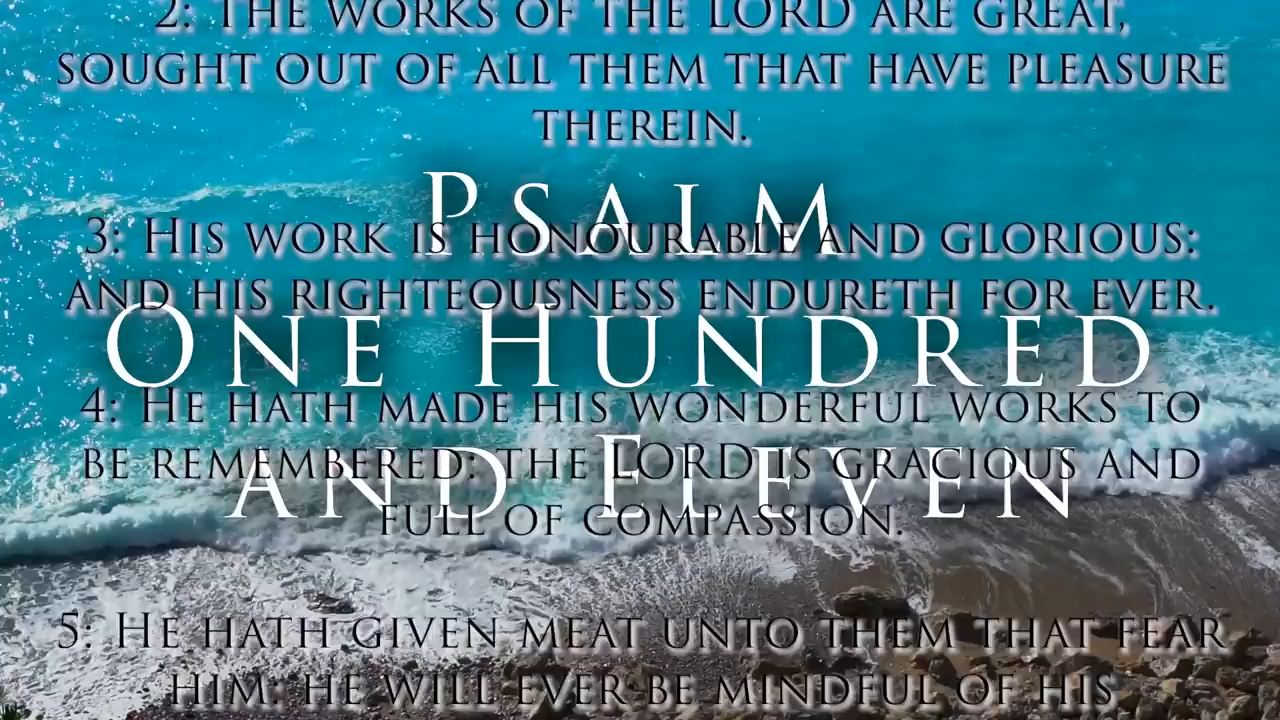 2: The works of the LORD are great,
sought out of all them that have pleasure
therein.
Psalm
3: His work is honourable and glorious:
and his righteousness endureth for ever.
One Hundred
4: He hath made his wonderful works to
be remembered: the LORD is gracious and
and Eleven
full of compassion.
5: He hath given meat unto them that fear
him: he will ever be mindful of his